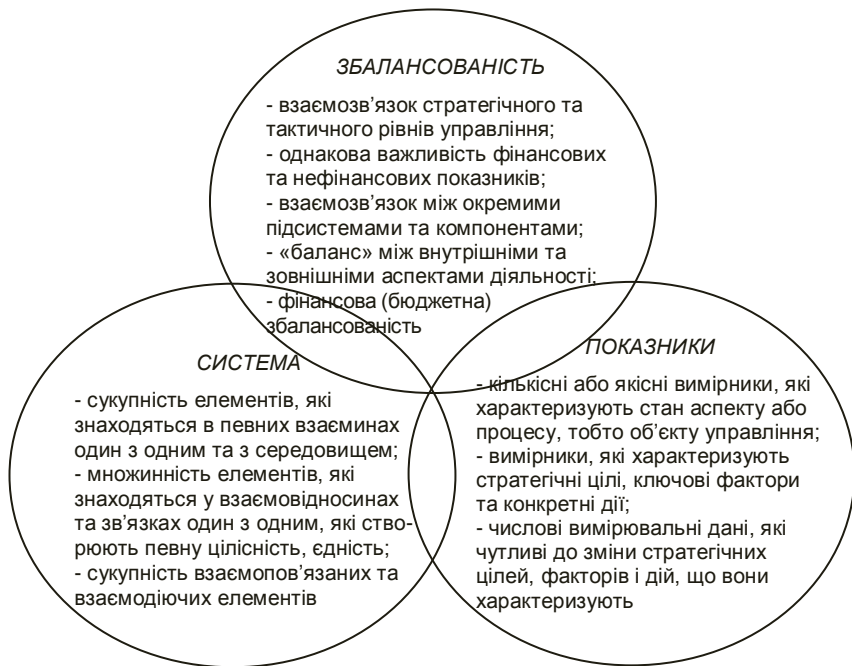 ЗБАЛАНСОВАНІСТЬ
- взаємозв’язок стратегічного та
тактичного рівнів управління;
- однакова важливість фінансових
та нефінансових показників;
- взаємозв’язок між окремими
підсистемами та компонентами;
- «баланс» між внутрішніми та
зовнішніми аспектами діяльності;
- фінансова (бюджетна)
збалансованість
СИСТЕМА
- сукупність елементів, які
знаходяться в певних взаєминах
один з одним та з середовищем;
- множинність елементів, які
знаходяться у взаємовідносинах
та зв’язках один з одним, які ство-
рюють певну цілісність, єдність;
- сукупність взаємопов’язаних та
взаємодіючих елементів
ПОКАЗНИКИ
- кількісні або якісні вимірники, які
характеризують стан аспекту або
процесу, тобто об’єкту управління;
- вимірники, які характеризують
стратегічні цілі, ключові фактори
та конкретні дії;
- числові вимірювальні дані, які
чутливі до зміни стратегічних
цілей, факторів і дій, що вони
характеризують